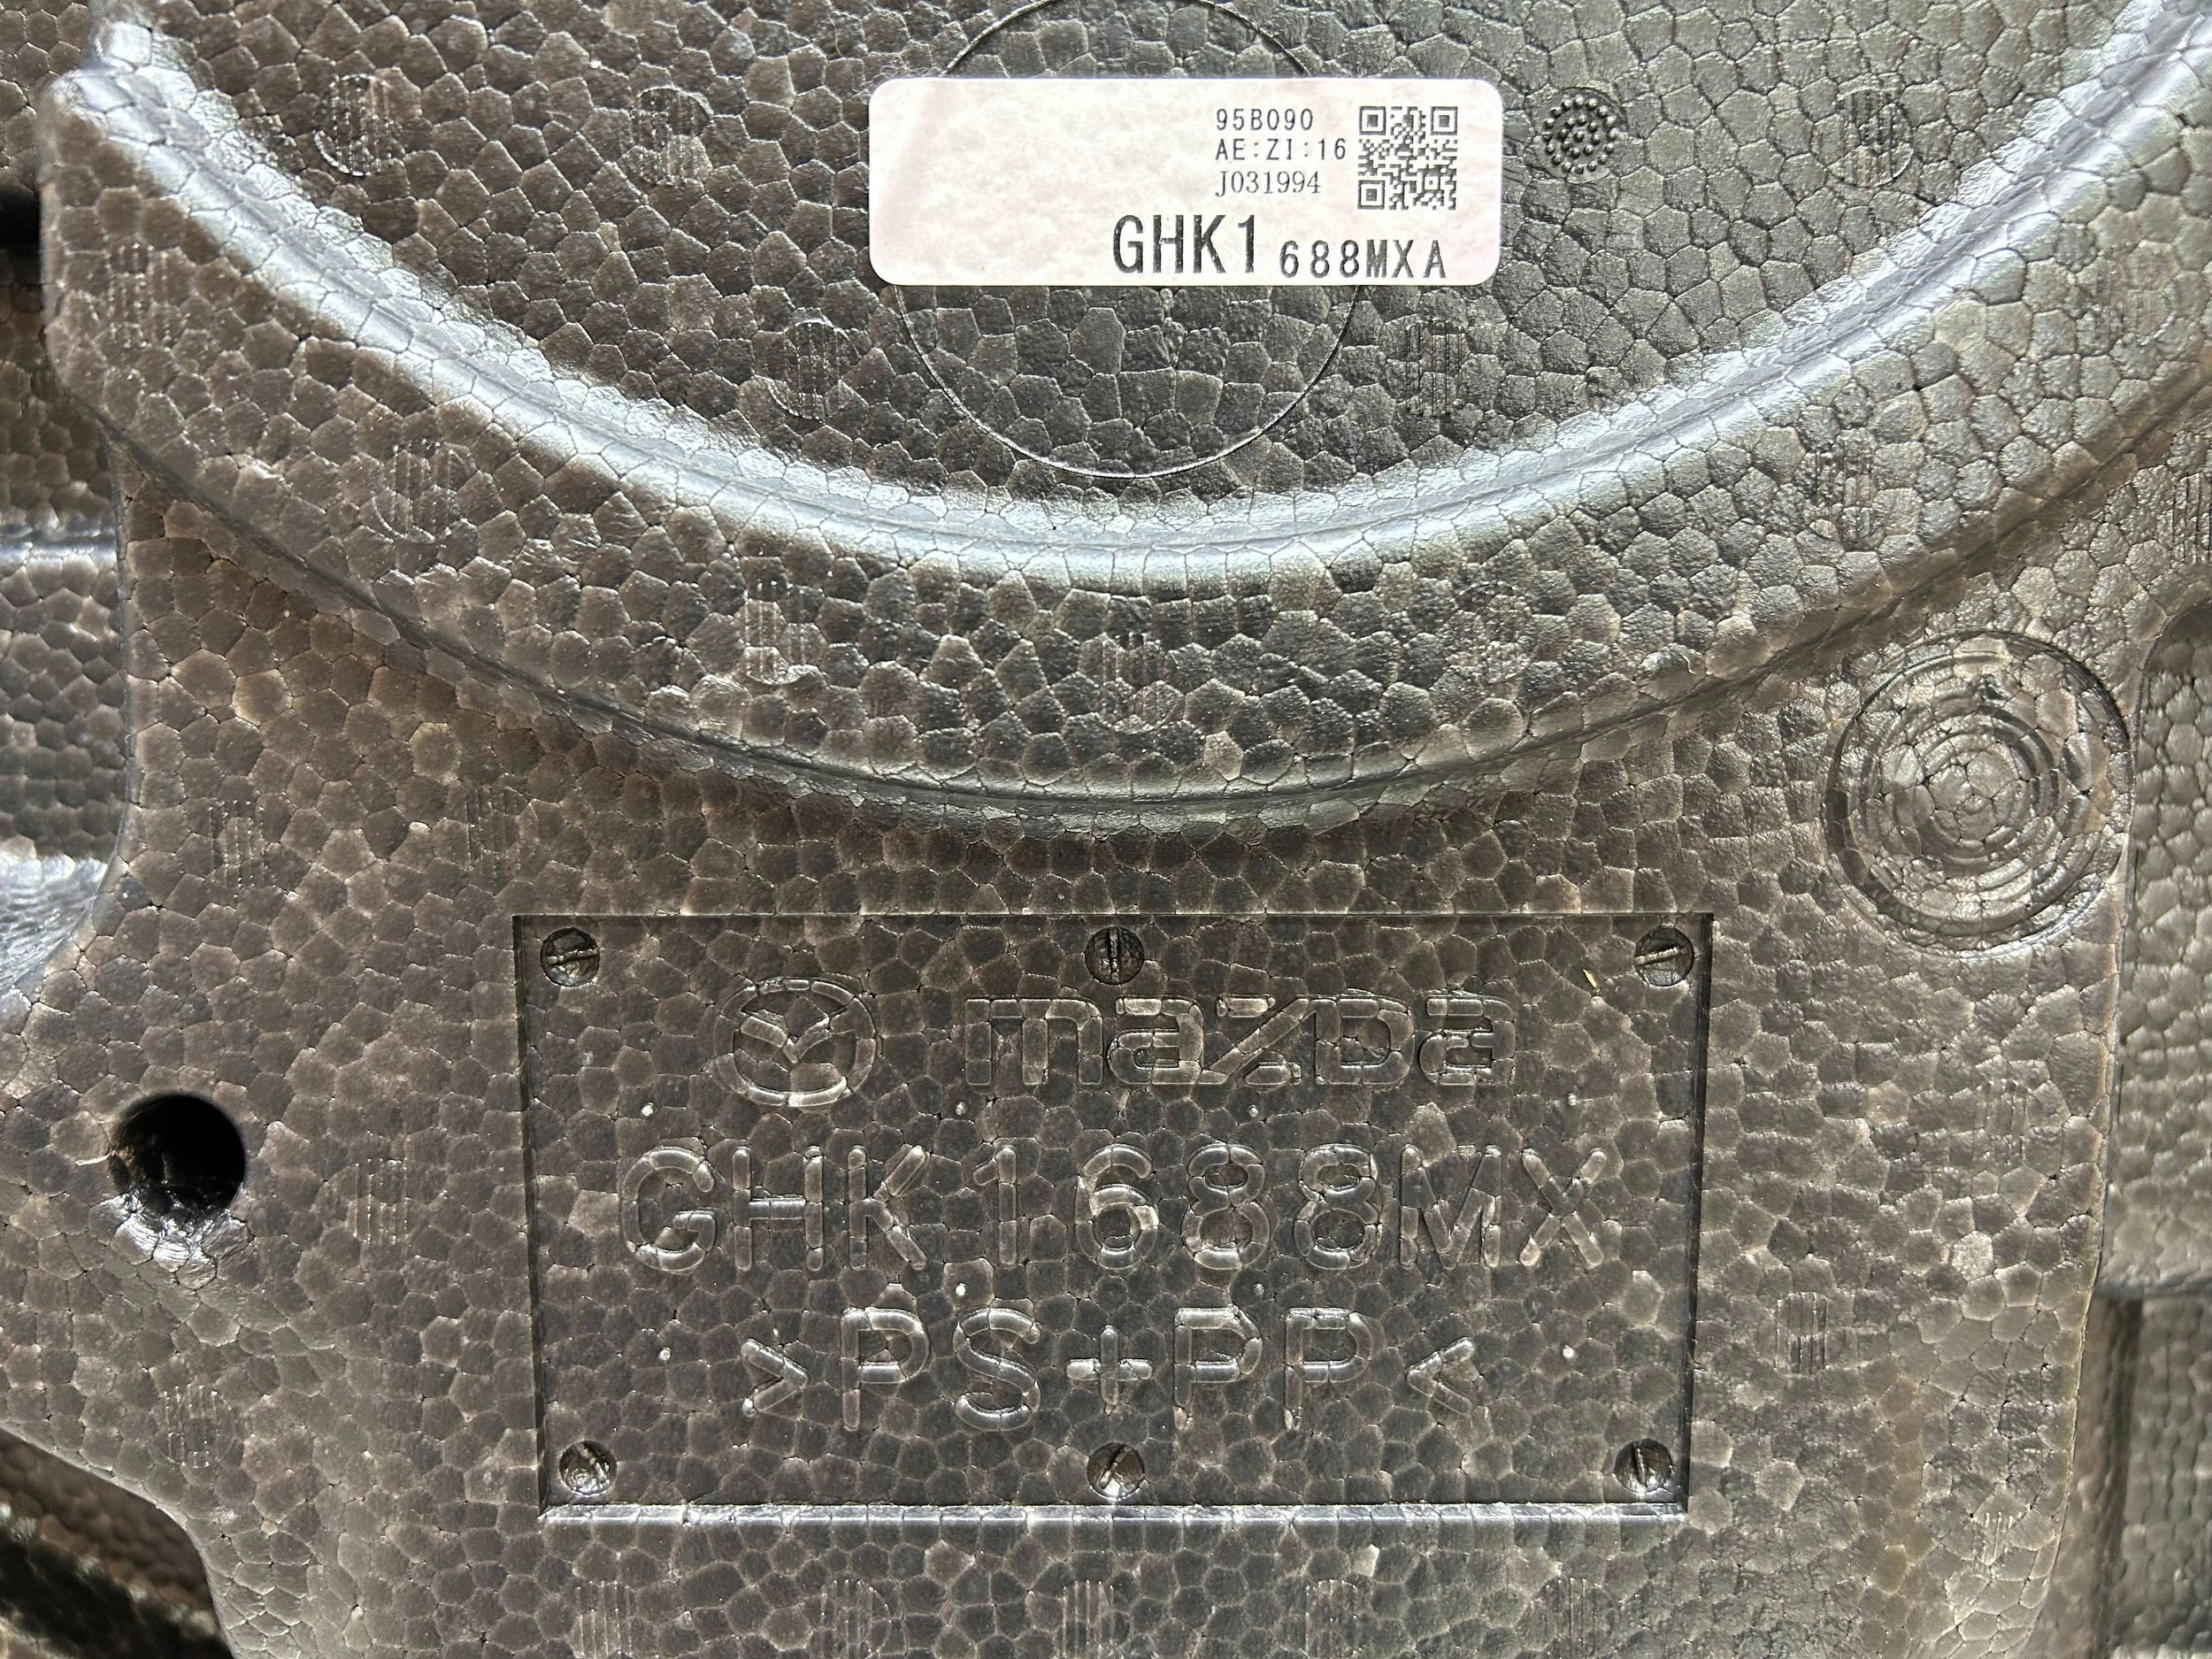 95B090
AE:ZI:16
J031994
GHK1 688MXA
mazda
GHK1688MX
>PS+PP<